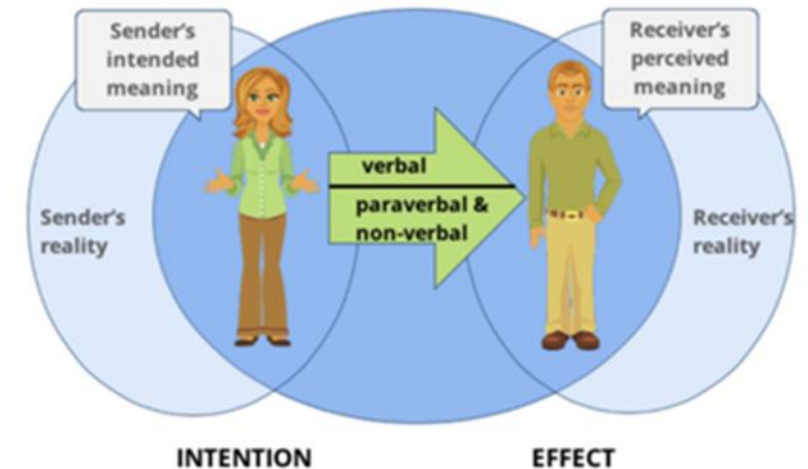 Sender's
intended
meaning
Receiver's
perceived
meaning
verbal
paraverbal &
non-verbal
Sender's
reality
Receiver's
reality
INTENTION
EFFECT